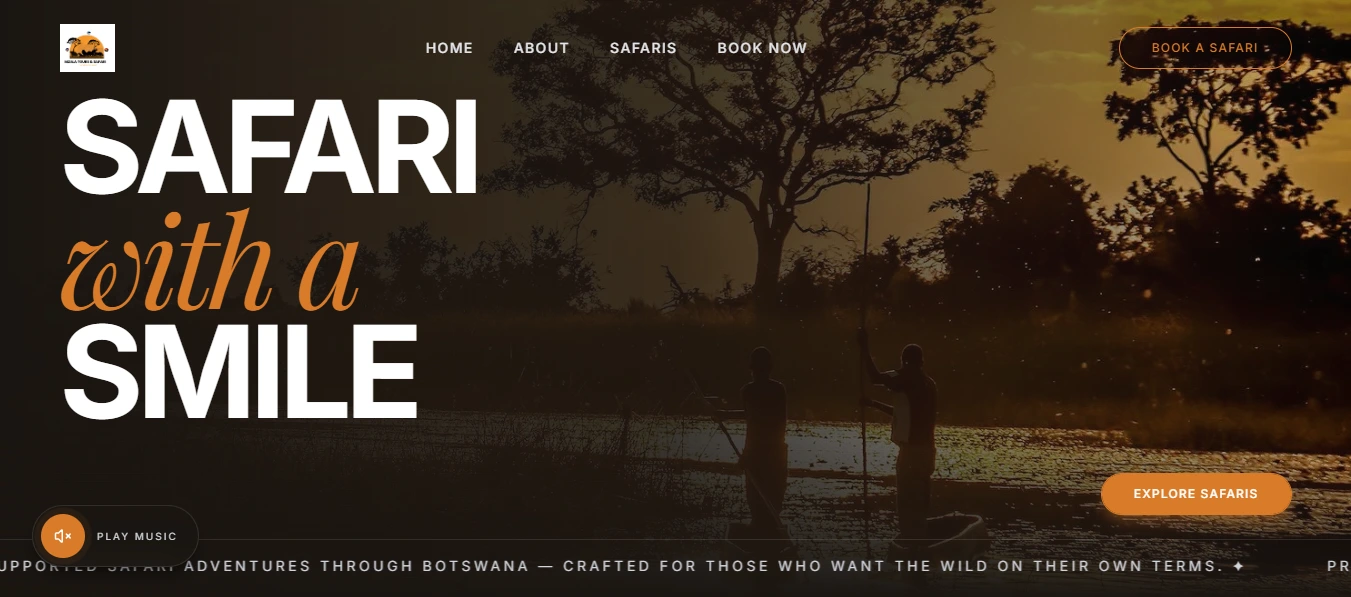 HOME ABOUT SAFARIS BOOK NOW BOOK A SAFARI
SAFARI
with a
SMILE
EXPLORE SAFARIS
PLAY MUSIC
SAFARI ADVENTURES THROUGH BOTSWANA — CRAFTED FOR THOSE WHO WANT THE WILD ON THEIR OWN TERMS. ✦